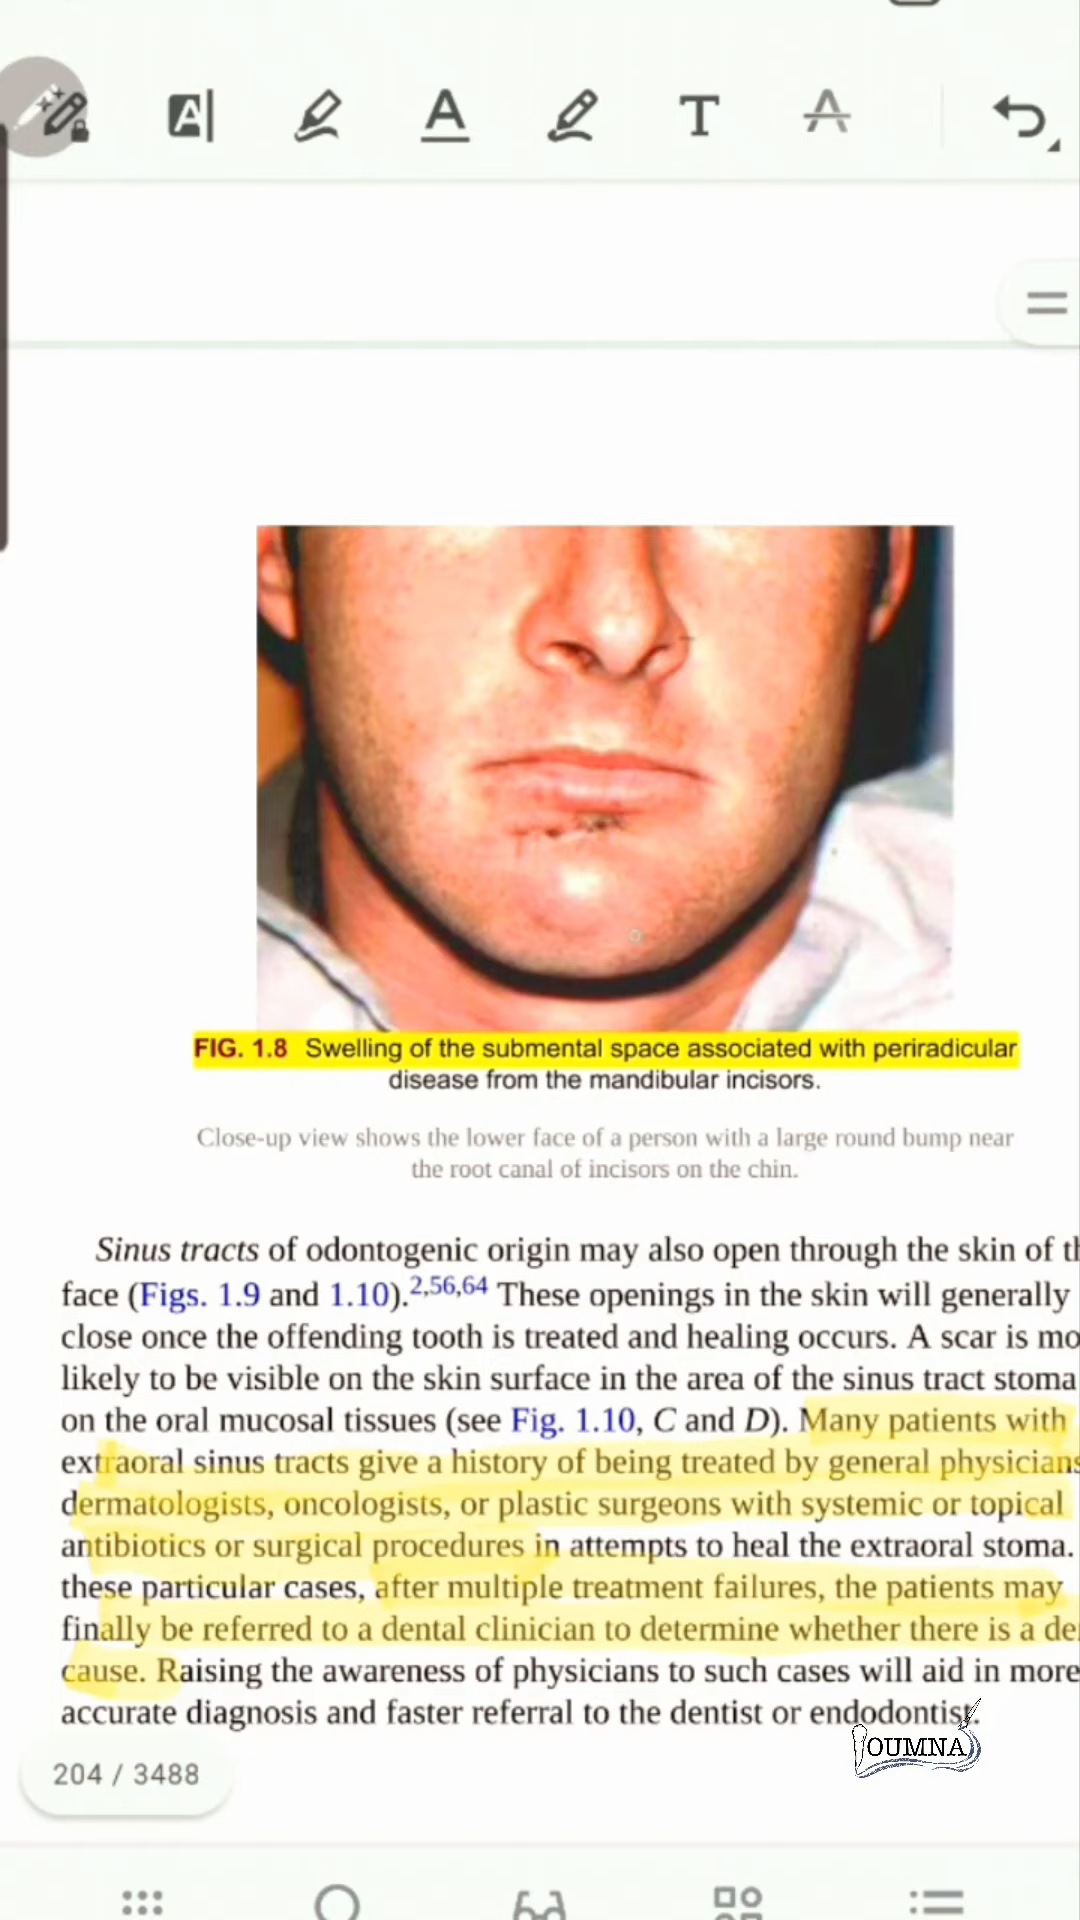 A
A
T
A
FIG. 1.8 Swelling of the submental space associated with periradicular
disease from the mandibular incisors.
Close-up view shows the lower face of a person with a large round bump near
the root canal of incisors on the chin.
Sinus tracts of odontogenic origin may also open through the skin of th
face (Figs. 1.9 and 1.10).2,56,64 These openings in the skin will generally
close once the offending tooth is treated and healing occurs. A scar is mo
likely to be visible on the skin surface in the area of the sinus tract stoma
on the oral mucosal tissues (see Fig. 1.10, C and D). Many patients with
extraoral sinus tracts give a history of being treated by general physicians
dermatologists, oncologists, or plastic surgeons with systemic or topical
antibiotics or surgical procedures in attempts to heal the extraoral stoma.
these particular cases, after multiple treatment failures, the patients may
finally be referred to a dental clinician to determine whether there is a de
cause. Raising the awareness of physicians to such cases will aid in more
accurate diagnosis and faster referral to the dentist or endodontist.
OUMNA
204 / 3488